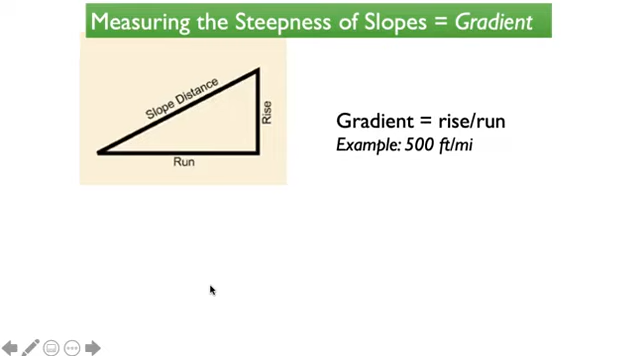 Measuring the Steepness of Slopes = Gradient
Slope Distance
Rise
Run
Gradient = rise/run
Example: 500 ft/mi